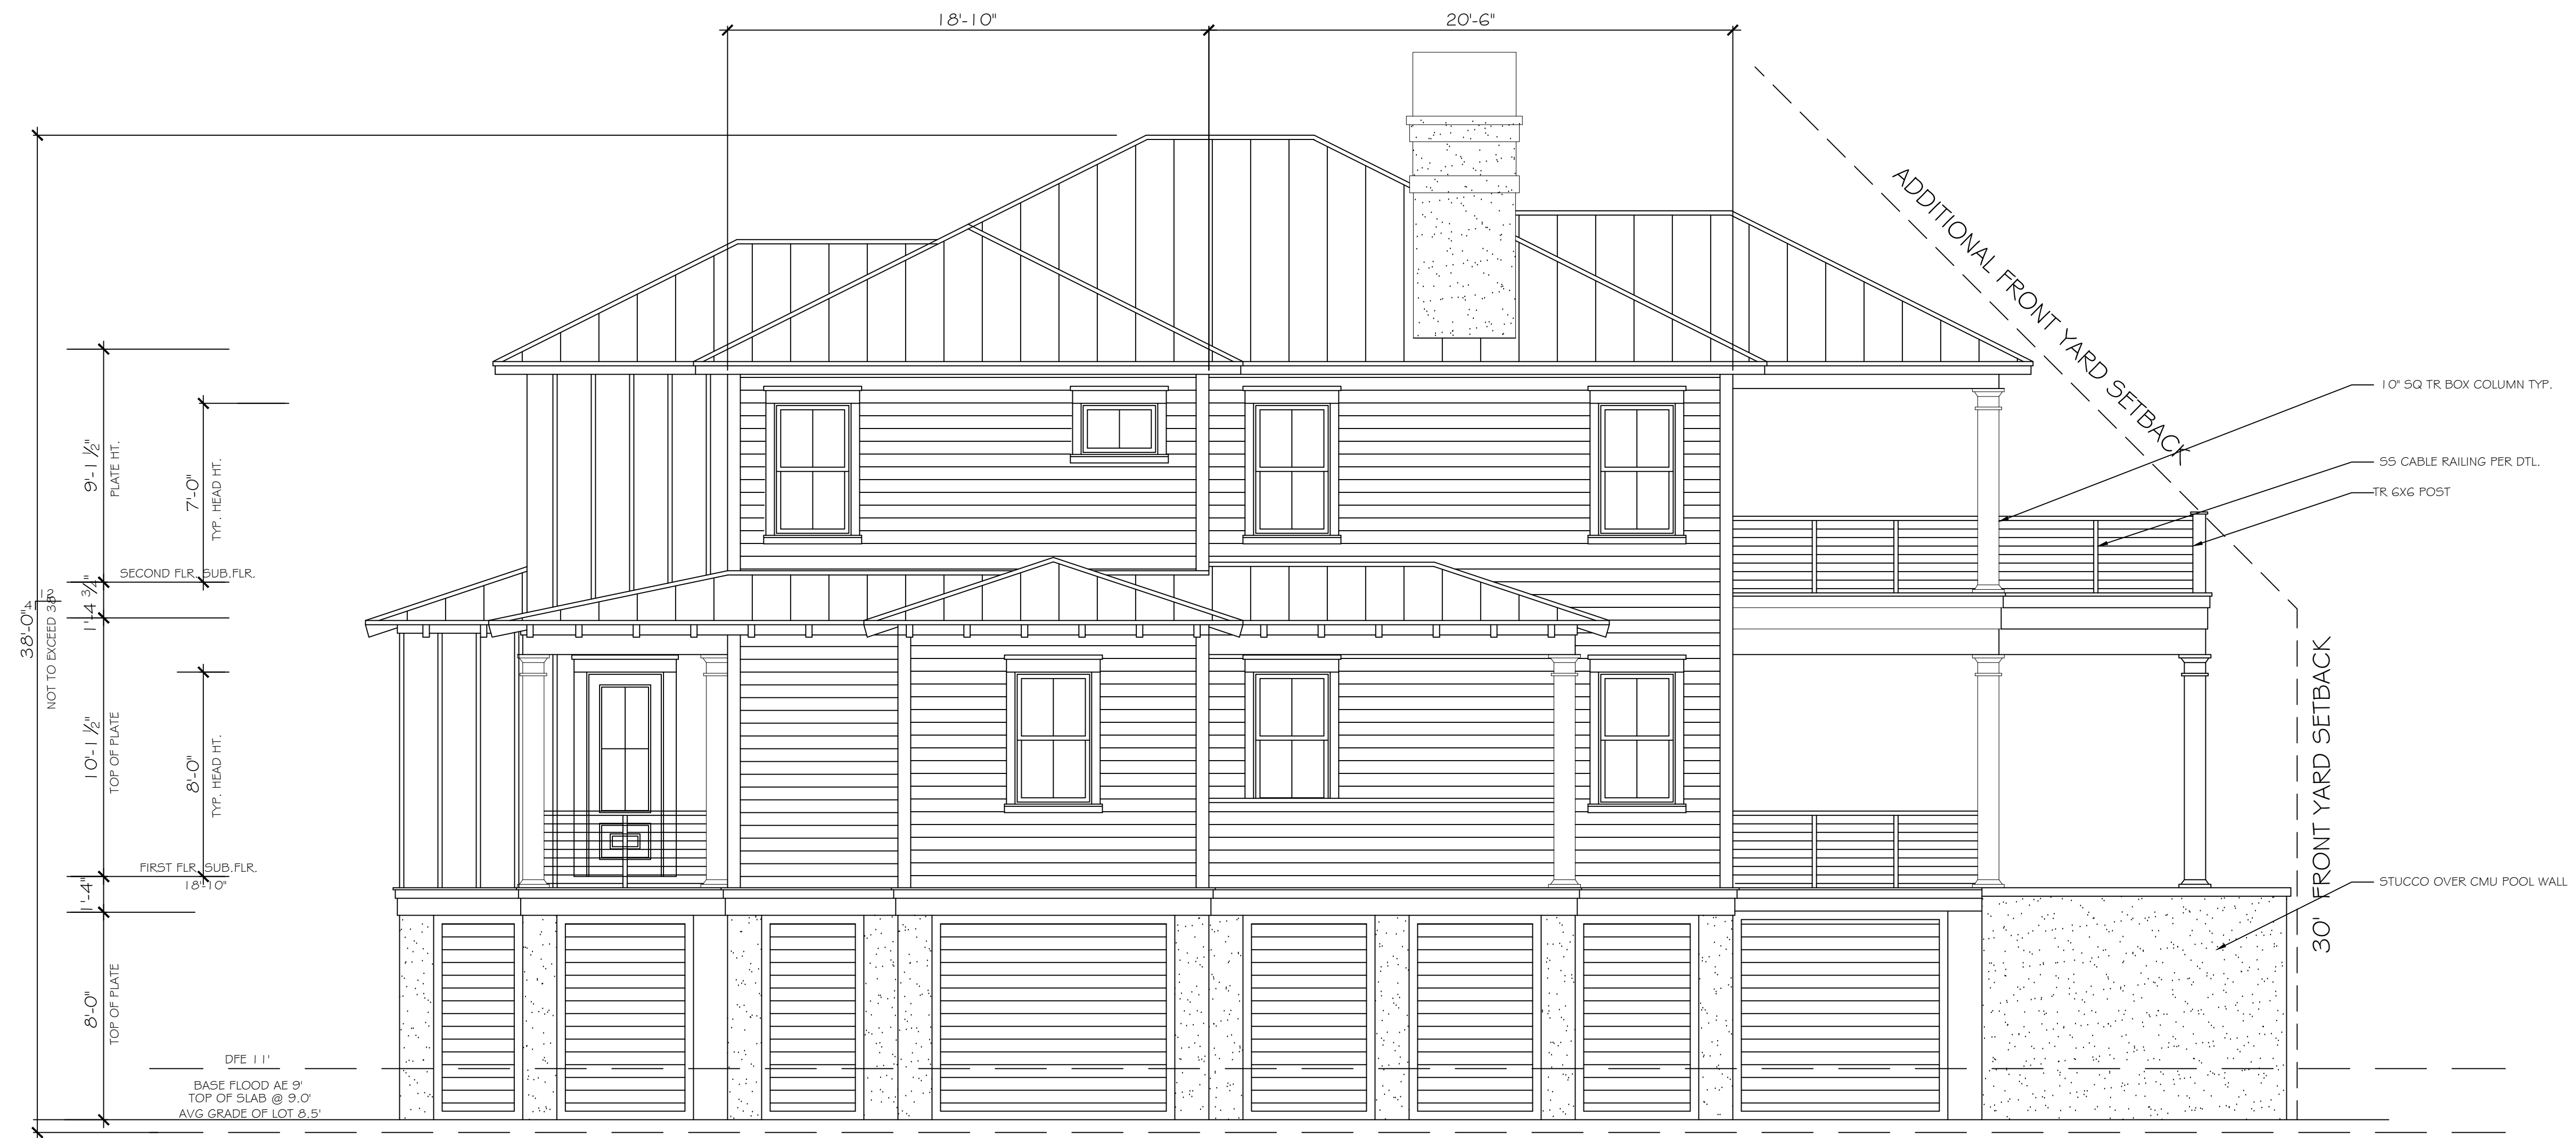 18'-10"
20'-6"
ADDITIONAL FRONT YARD SETBACK
10" SQ TR BOX COLUMN TYP.
SS CABLE RAILING PER DTL.
TR 6X6 POST
9'-1 ½"
PLATE HT.
7'-0"
TYP. HEAD HT.
SECOND FLR. SUB.FLR.
1'-4 ¾"
12
4
38'-0"
NOT TO EXCEED 38'
10'-1 ½"
TOP OF PLATE
8'-0"
TYP. HEAD HT.
FIRST FLR. SUB.FLR.
18'-10"
1'-4"
8'-0"
TOP OF PLATE
30' FRONT YARD SETBACK
STUCCO OVER CMU POOL WALL
DFE 11'
BASE FLOOD AE 9'
TOP OF SLAB @ 9.0'
AVG GRADE OF LOT 8.5'